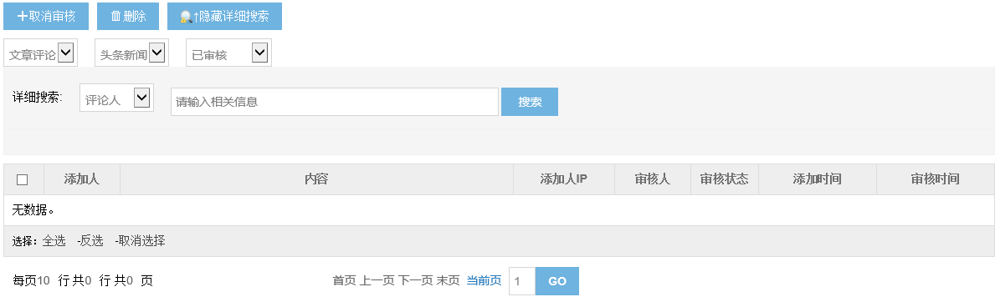 取消审核 删除 ↑隐藏详细搜索
文章评论 头条新闻 已审核
详细搜索: 评论人 请输入相关信息 搜索
添加人 内容 添加人IP 审核人 审核状态 添加时间 审核时间
无数据。
选择：全选 -反选 -取消选择
每页10 行 共0 行 共0 页 首页 上一页 下一页 末页 当前页 1 GO